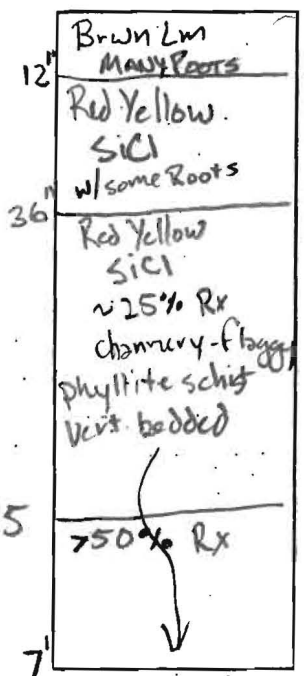 Brwn Lm
MANY ROOTS
12"
Red Yellow
SiCl
w/some Roots
36"
Red Yellow
SiCl
~25% Rx
channery-flaggy
phyllite schist
Vert. bedded
5
>50% Rx
7'